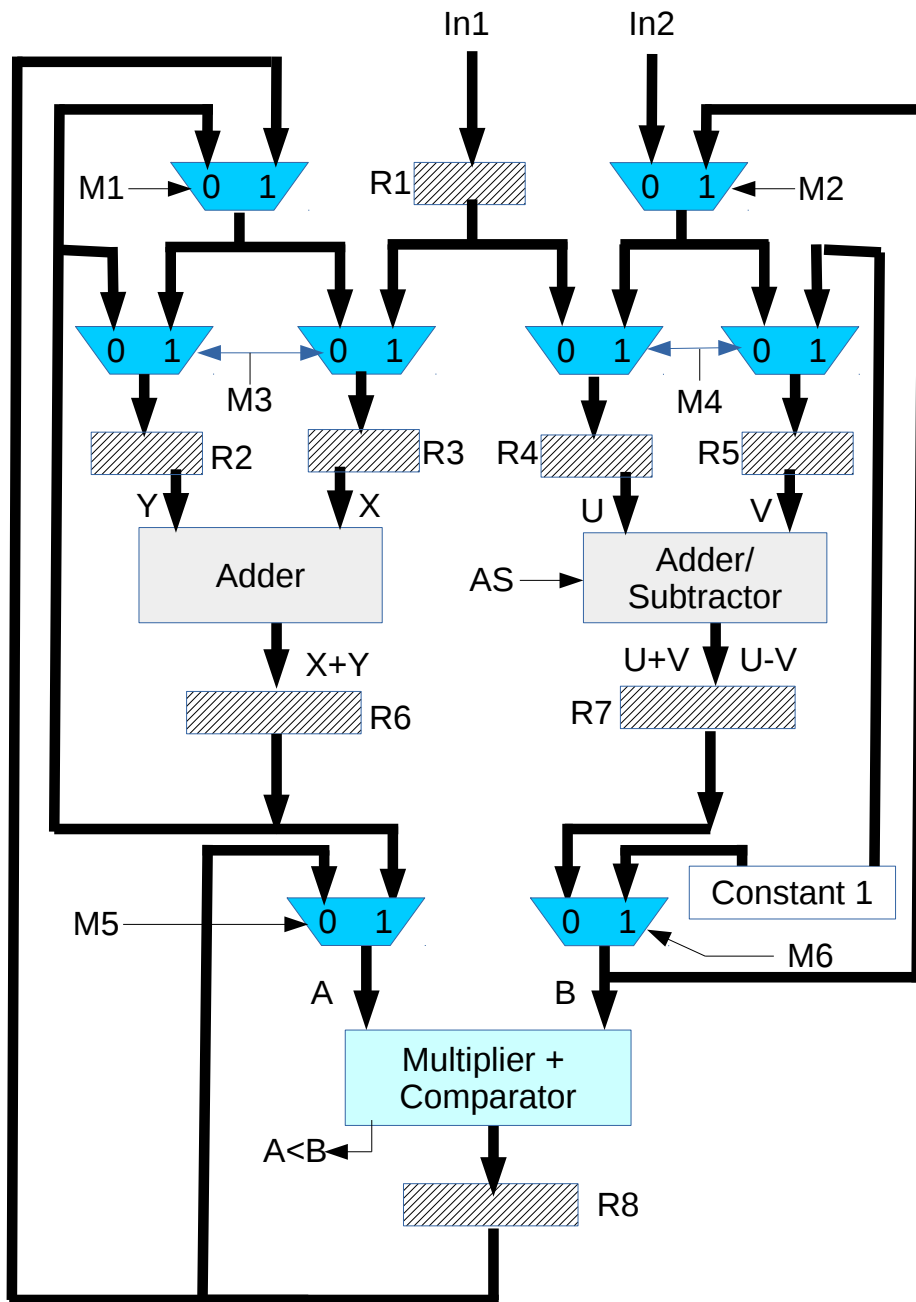 In1
In2
M1
0
1
R1
0
1
M2
0
1
0
1
0
1
0
1
M3
M4
R2
R3
R4
R5
Y
X
U
V
Adder
AS
Adder/
Subtractor
X+Y
U+V
U-V
R6
R7
M5
0
1
0
1
Constant 1
M6
A
B
Multiplier +
Comparator
A<B
R8